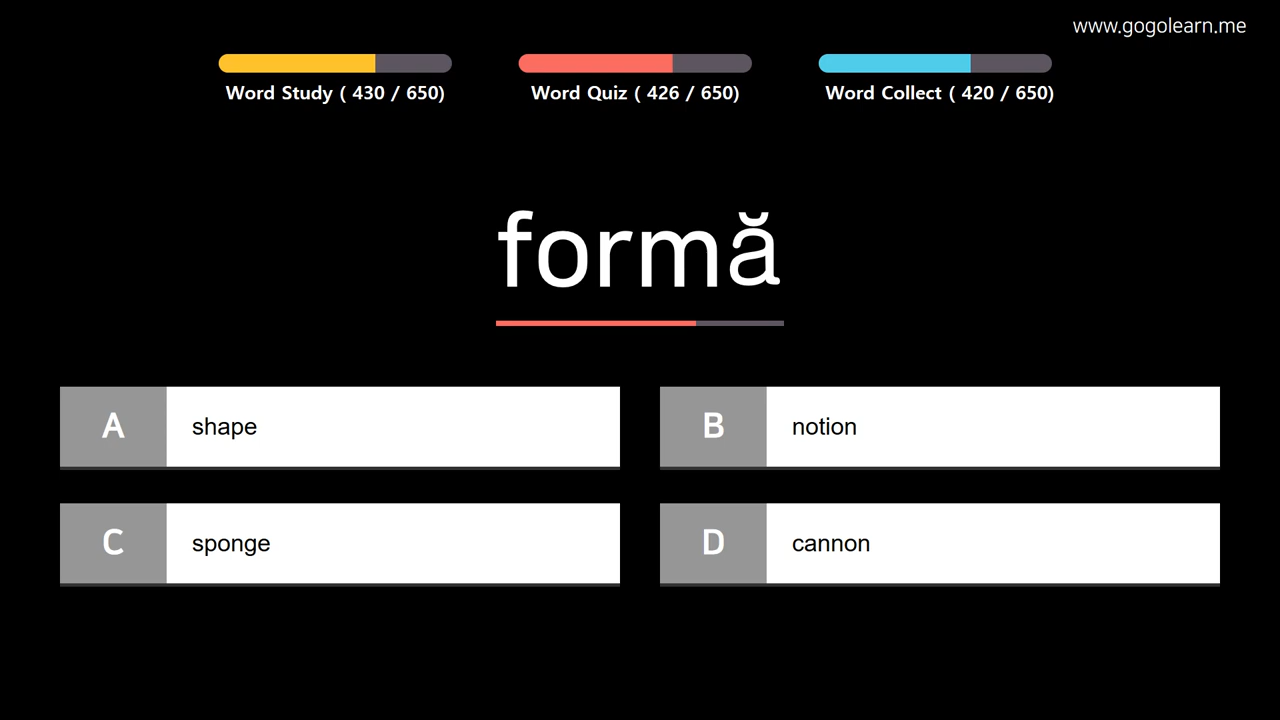 www.gogolearn.me
Word Study ( 430 / 650)
Word Quiz ( 426 / 650)
Word Collect ( 420 / 650)
formă
A shape
B notion
C sponge
D cannon